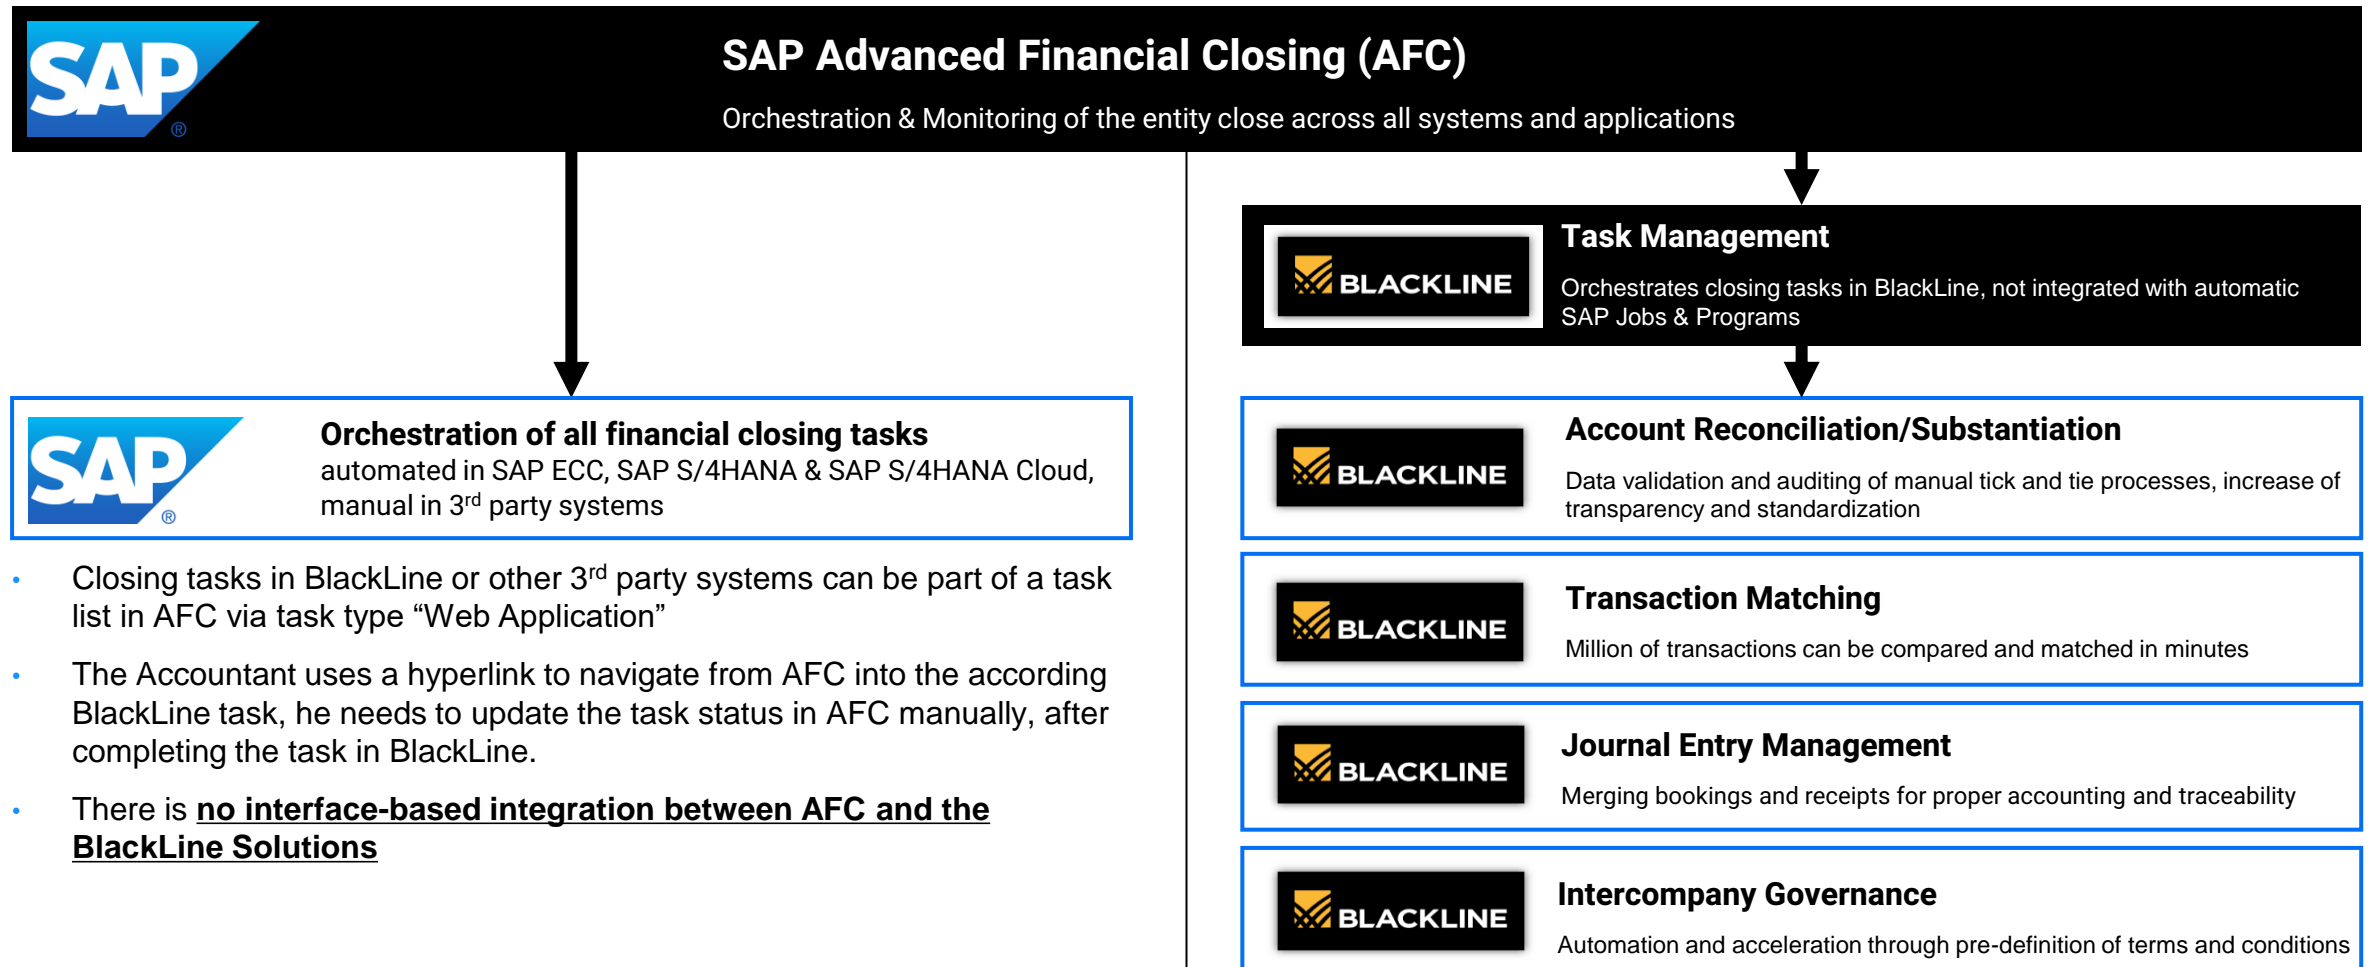 SAP
®
SAP Advanced Financial Closing (AFC)
Orchestration & Monitoring of the entity close across all systems and applications
SAP
®
Orchestration of all financial closing tasks
automated in SAP ECC, SAP S/4HANA & SAP S/4HANA Cloud,
manual in 3rd party systems
• Closing tasks in BlackLine or other 3rd party systems can be part of a task
list in AFC via task type “Web Application”
• The Accountant uses a hyperlink to navigate from AFC into the according
BlackLine task, he needs to update the task status in AFC manually, after
completing the task in BlackLine.
• There is no interface-based integration between AFC and the
BlackLine Solutions
BLACKLINE
Task Management
Orchestrates closing tasks in BlackLine, not integrated with automatic
SAP Jobs & Programs
BLACKLINE
Account Reconciliation/Substantiation
Data validation and auditing of manual tick and tie processes, increase of
transparency and standardization
BLACKLINE
Transaction Matching
Million of transactions can be compared and matched in minutes
BLACKLINE
Journal Entry Management
Merging bookings and receipts for proper accounting and traceability
BLACKLINE
Intercompany Governance
Automation and acceleration through pre-definition of terms and conditions